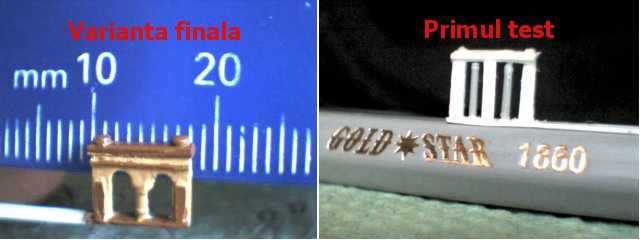 Varianta finala
mm 10 20
Primul test
GOLD ✷ STAR 1860